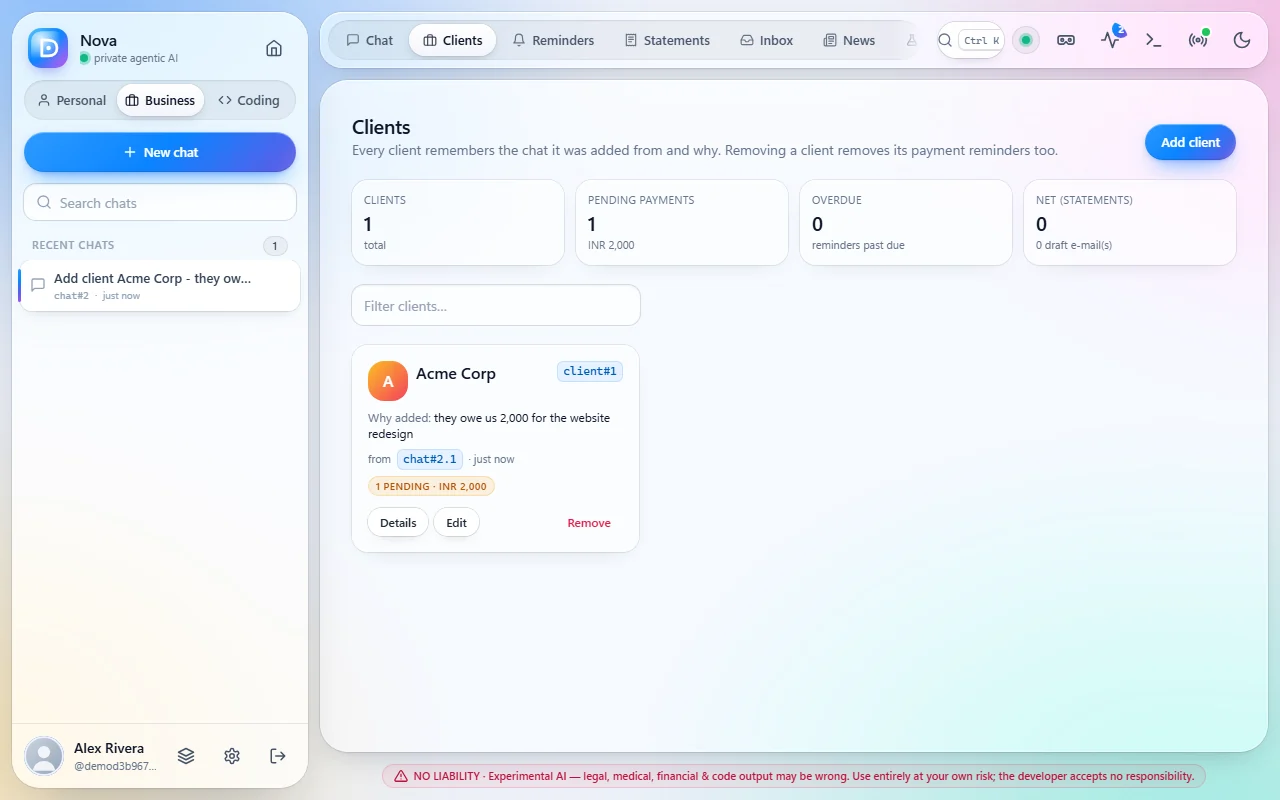 Nova
private agentic AI
Personal
Business
Coding
New chat
Search chats
RECENT CHATS
1
Add client Acme Corp - they ow...
chat#2 · just now
Alex Rivera
@demod3b967...
Chat
Clients
Reminders
Statements
Inbox
News
Ctrl K
2
Clients
Every client remembers the chat it was added from and why. Removing a client removes its payment reminders too.
Add client
CLIENTS
1
total
PENDING PAYMENTS
1
INR 2,000
OVERDUE
0
reminders past due
NET (STATEMENTS)
0
0 draft e-mail(s)
Filter clients...
A
Acme Corp
client#1
Why added: they owe us 2,000 for the website
redesign
from chat#2.1 · just now
1 PENDING · INR 2,000
Details
Edit
Remove
NO LIABILITY · Experimental AI — legal, medical, financial & code output may be wrong. Use entirely at your own risk; the developer accepts no responsibility.